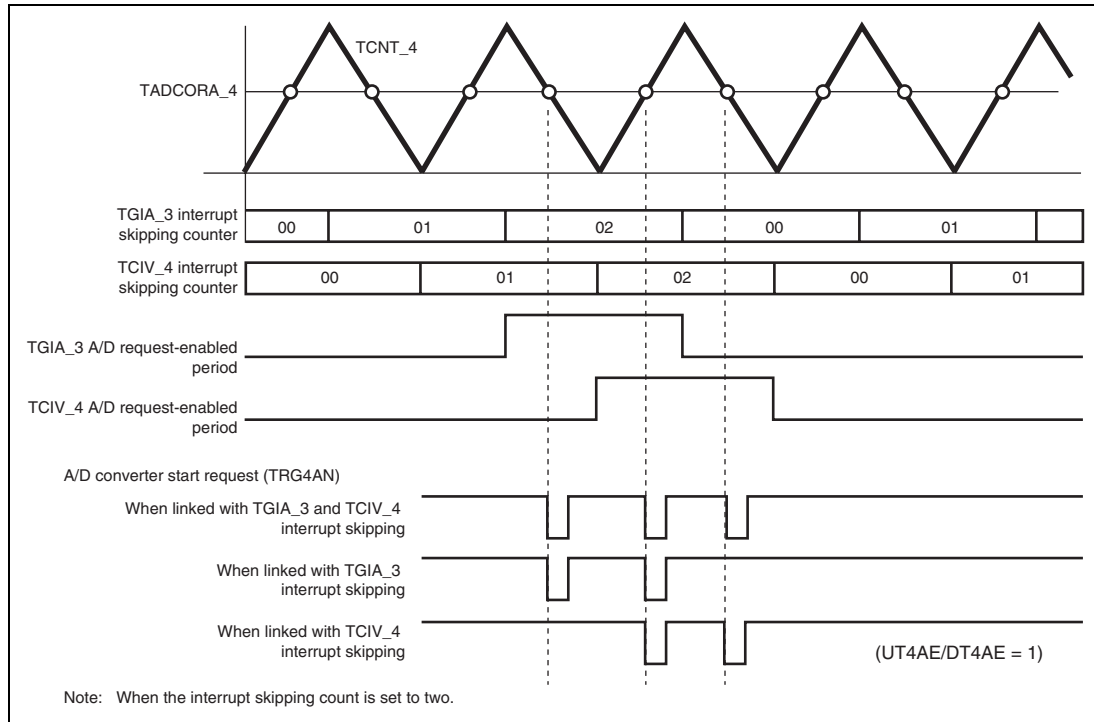 TCNT_4
TADCORA_4
TGIA_3 interrupt
skipping counter
00 01 02 00 01
TCIV_4 interrupt
skipping counter
00 01 02 00 01
TGIA_3 A/D request-enabled
period
TCIV_4 A/D request-enabled
period
A/D converter start request (TRG4AN)
When linked with TGIA_3 and TCIV_4
interrupt skipping
When linked with TGIA_3
interrupt skipping
When linked with TCIV_4
interrupt skipping
(UT4AE/DT4AE = 1)
Note: When the interrupt skipping count is set to two.